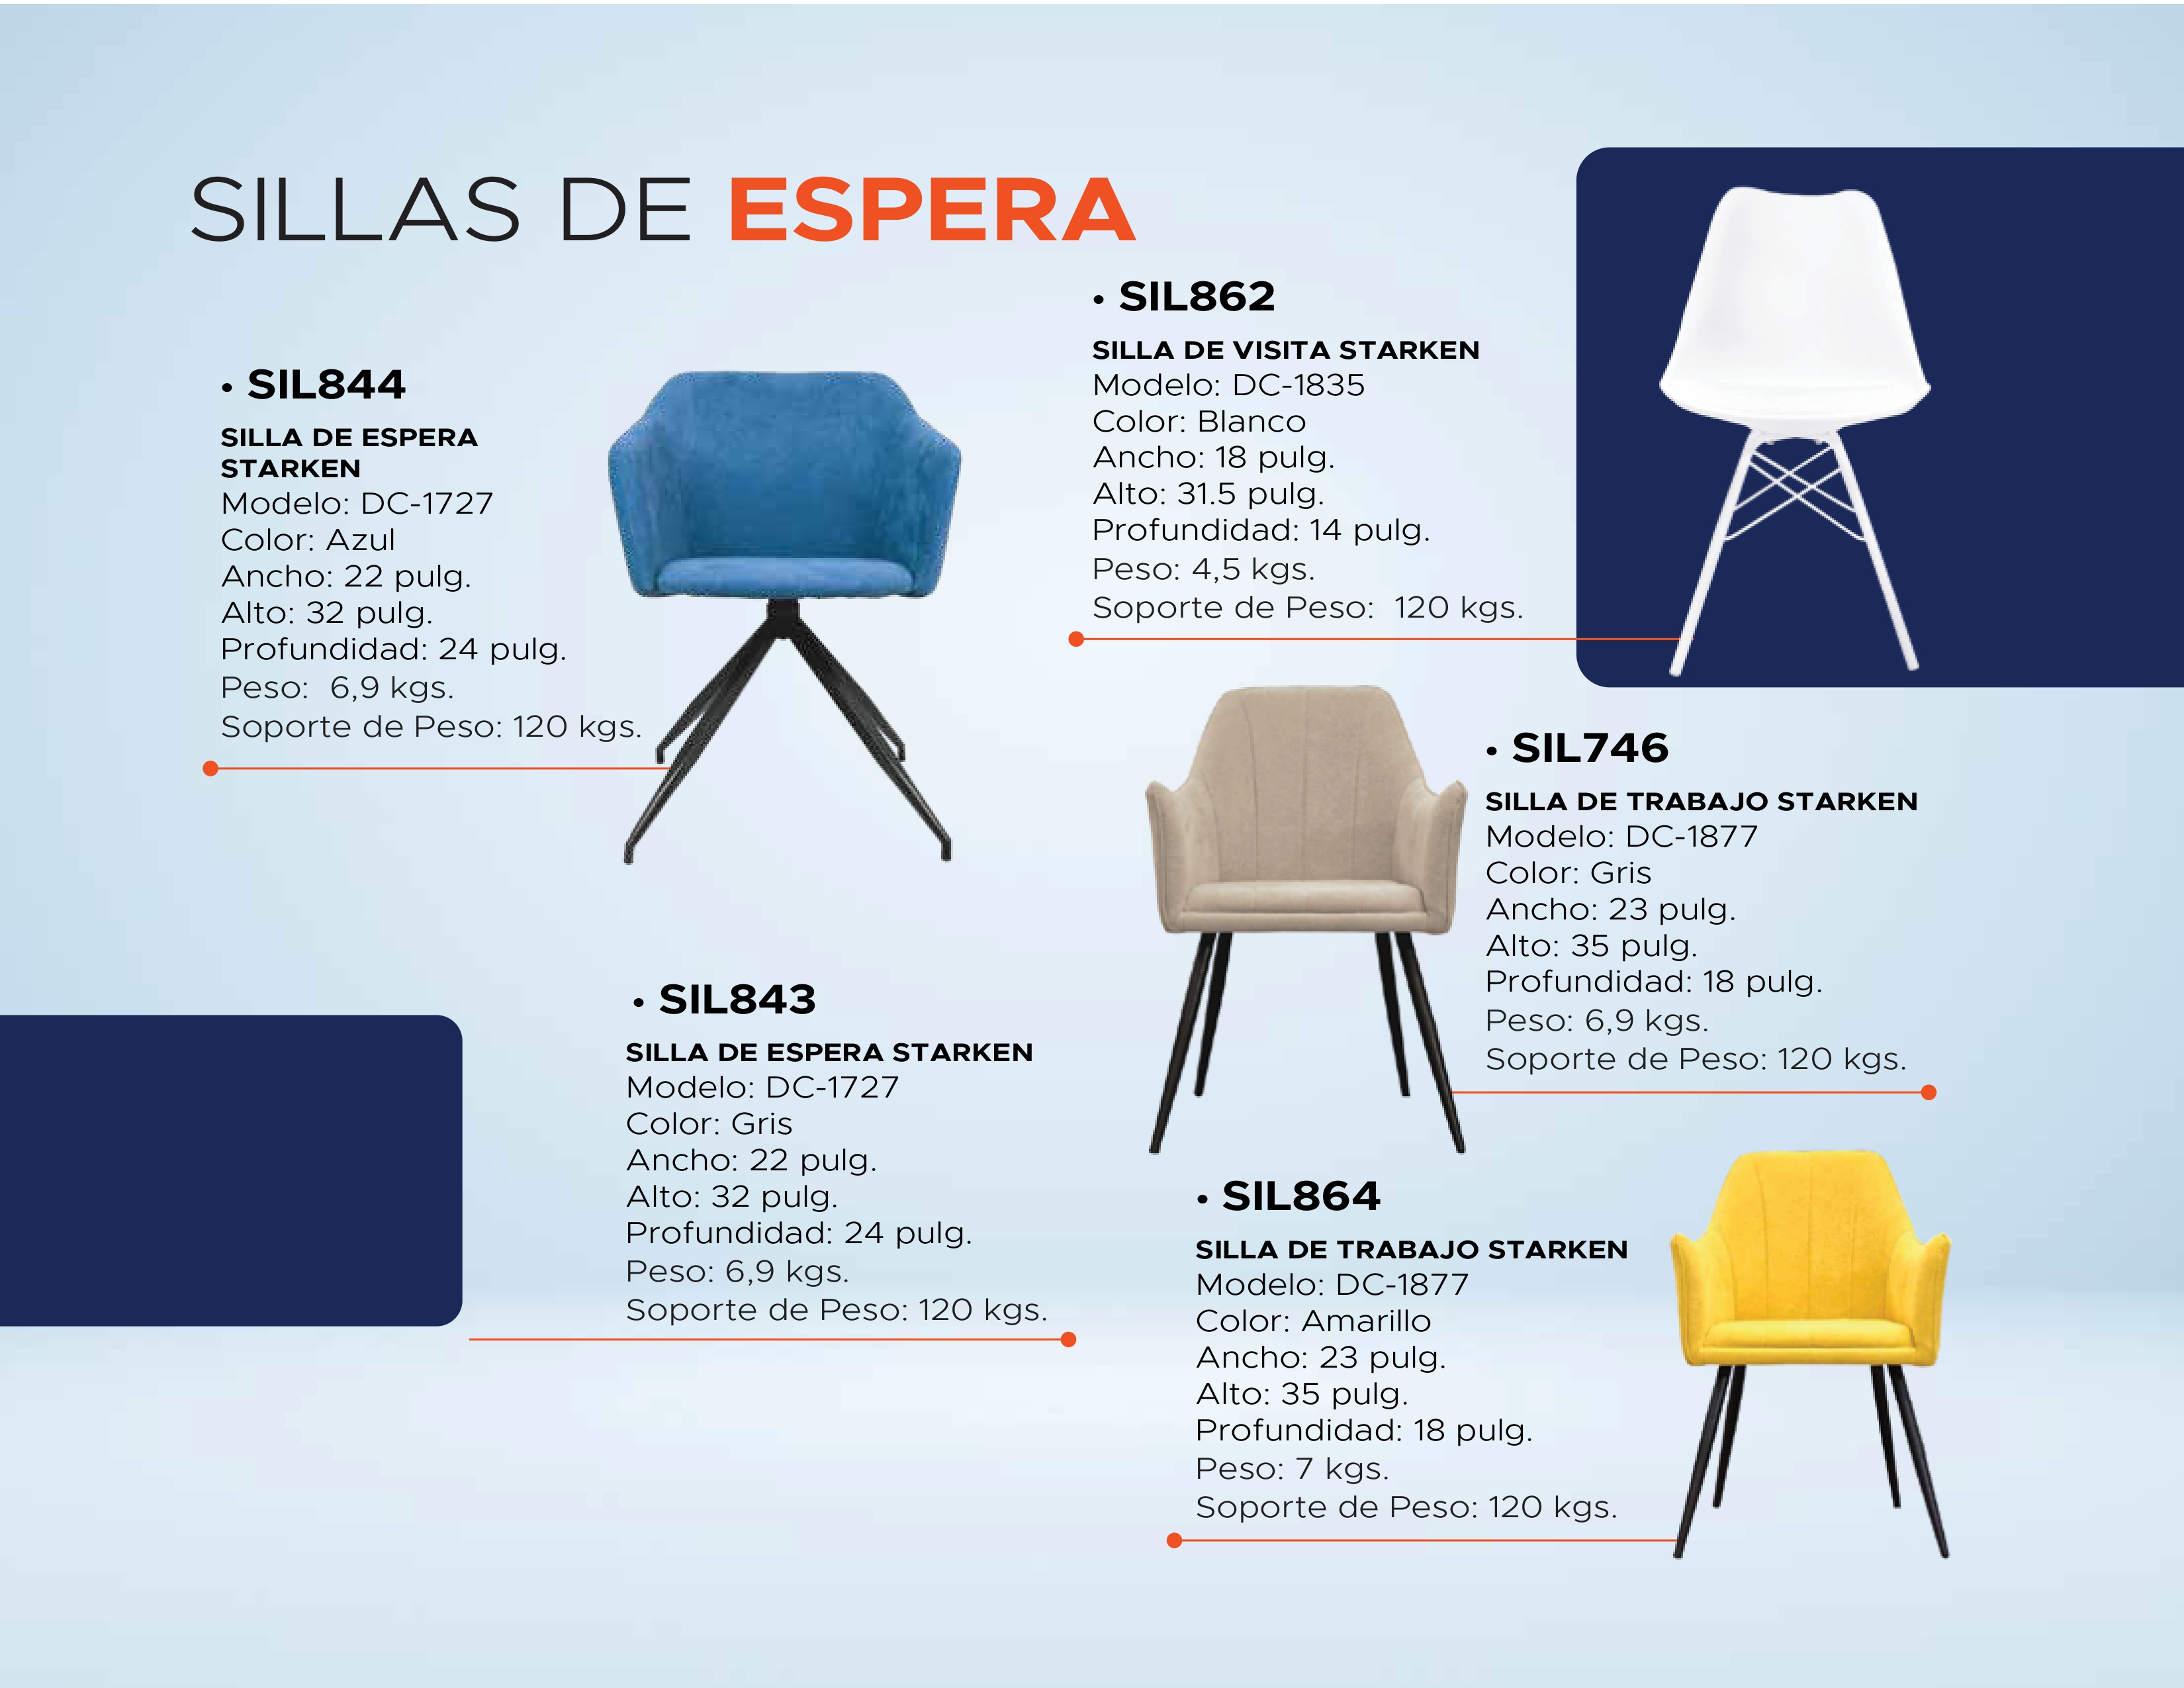 SILLAS DE ESPERA
• SIL844
SILLA DE ESPERA
STARKEN
Modelo: DC-1727
Color: Azul
Ancho: 22 pulg.
Alto: 32 pulg.
Profundidad: 24 pulg.
Peso:  6,9 kgs.
Soporte de Peso: 120 kgs.
• SIL862
SILLA DE VISITA STARKEN
Modelo: DC-1835
Color: Blanco
Ancho: 18 pulg.
Alto: 31.5 pulg.
Profundidad: 14 pulg.
Peso: 4,5 kgs.
Soporte de Peso:  120 kgs.
• SIL746
SILLA DE TRABAJO STARKEN
Modelo: DC-1877
Color: Gris
Ancho: 23 pulg.
Alto: 35 pulg.
Profundidad: 18 pulg.
Peso: 6,9 kgs.
Soporte de Peso: 120 kgs.
• SIL843
SILLA DE ESPERA STARKEN
Modelo: DC-1727
Color: Gris
Ancho: 22 pulg.
Alto: 32 pulg.
Profundidad: 24 pulg.
Peso: 6,9 kgs.
Soporte de Peso: 120 kgs.
• SIL864
SILLA DE TRABAJO STARKEN
Modelo: DC-1877
Color: Amarillo
Ancho: 23 pulg.
Alto: 35 pulg.
Profundidad: 18 pulg.
Peso: 7 kgs.
Soporte de Peso: 120 kgs.